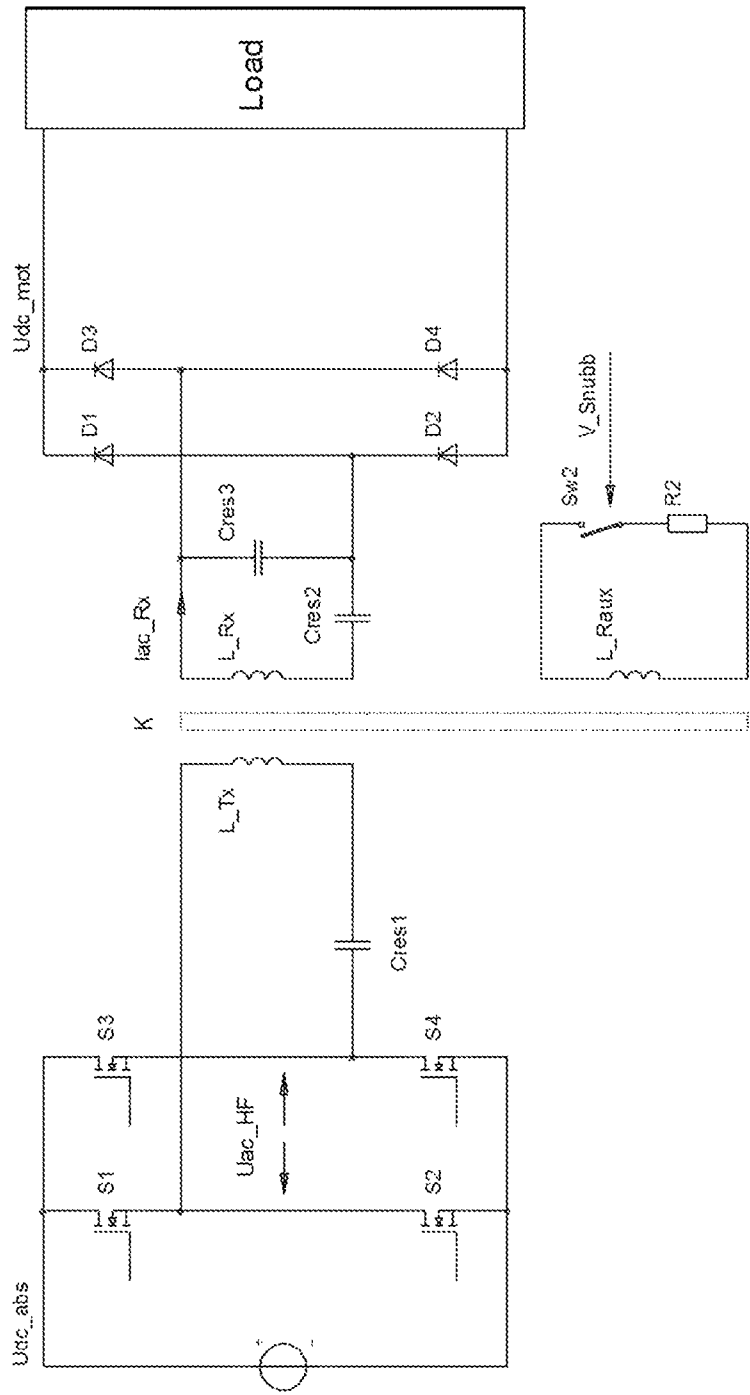 Udc_abs
S1
S3
Uac_HF
S2
S4
Cres1
L_Tx
K
Iac_Rx
L_Rx
Cres2
Cres3
Udc_mot
D1
D3
D2
D4
Load
L_Raux
Sw2
R2
V_Snubb
+
-